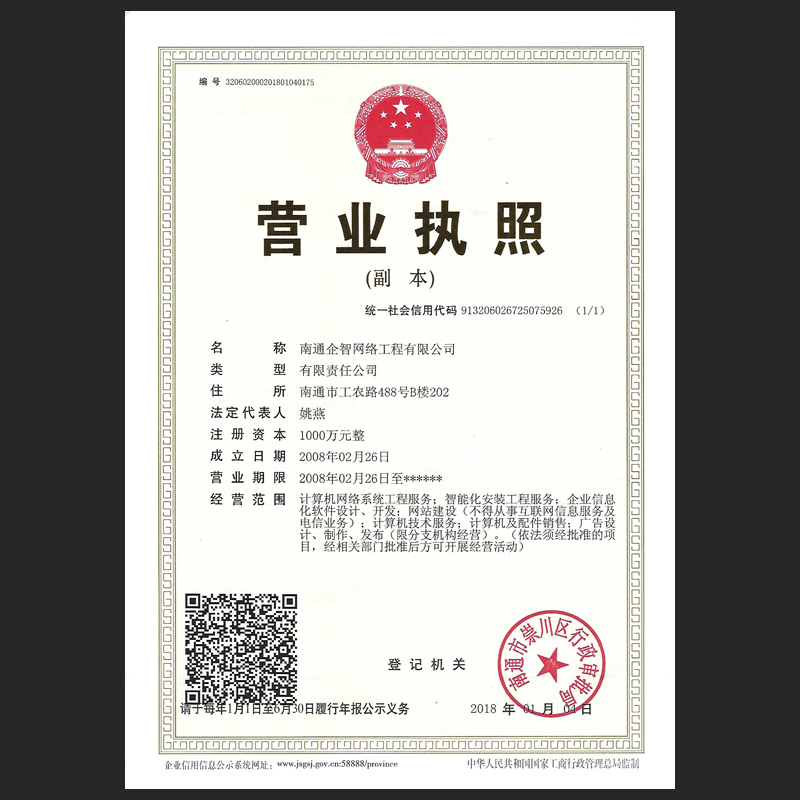 编 号 320602000201801040175
营业执照
(副 本)
统一社会信用代码 913206026725075926 （1/1）
名 称 南通企智网络工程有限公司
类 型 有限责任公司
住 所 南通市工农路488号B楼202
法定代表人 姚燕
注 册 资 本 1000万元整
成 立 日 期 2008年02月26日
营 业 期 限 2008年02月26日至******
经 营 范 围 计算机网络系统工程服务；智能化安装工程服务；企业信息
化软件设计、开发；网站建设（不得从事互联网信息服务及
电信业务）；计算机技术服务；计算机及配件销售；广告设
计、制作、发布（限分支机构经营）。（依法须经批准的项
目，经相关部门批准后方可开展经营活动）
登 记 机 关
南通市崇川区行政审批局
请于每年1月1日至6月30日履行年报公示义务
2018 年 01 月 04 日
企业信用信息公示系统网址：www.jsgsj.gov.cn:58888/province
中华人民共和国国家工商行政管理总局监制